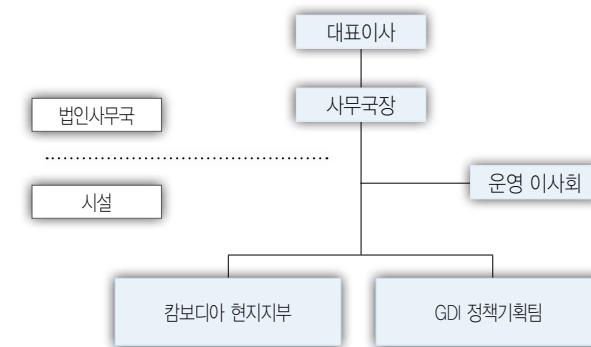 대표이사
사무국장
법인사무국
시설
운영 이사회
캄보디아 현지지부
GDI 정책기획팀